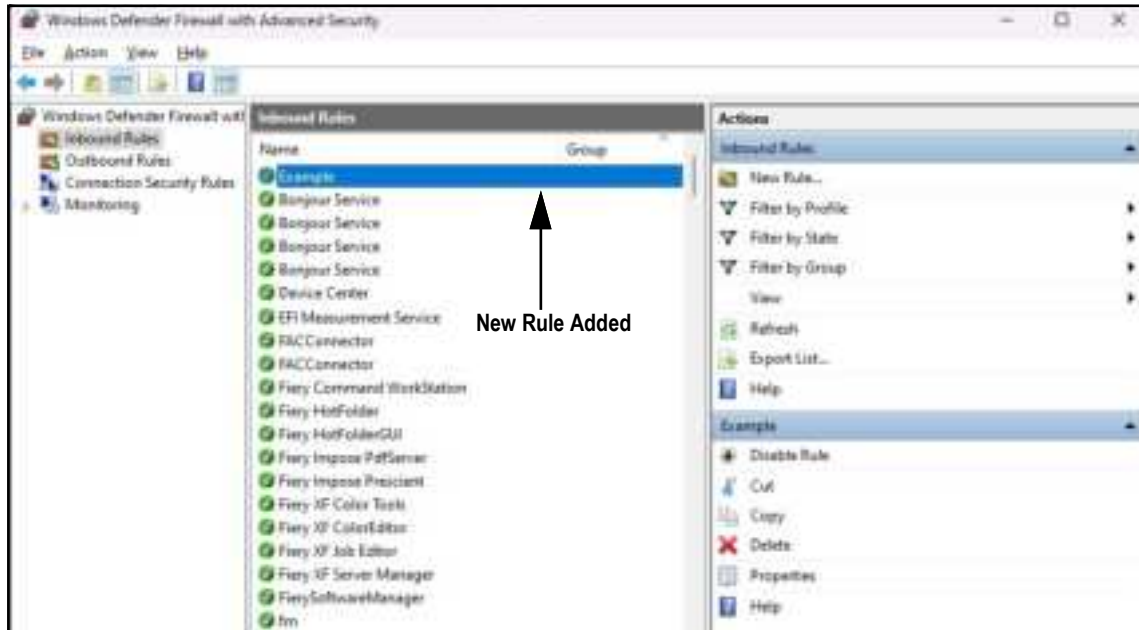 Windows Defender Firewall with Advanced Security
File Action View Help
Windows Defender Firewall with
Inbound Rules
Outbound Rules
Connection Security Rules
Monitoring
Inbound Rules
Name Group
Example
Bonjour Service
Bonjour Service
Bonjour Service
Bonjour Service
Device Center
EFI Measurement Service
FACConnector
FACConnector
Fiery Command WorkStation
Fiery HotFolder
Fiery HotFolderGUI
Fiery Impose PdfServer
Fiery Impose Prescient
Fiery XF Color Tools
Fiery XF ColorEditor
Fiery XF Job Editor
Fiery XF Server Manager
FierySoftwareManager
fm
New Rule Added
Actions
Inbound Rules
New Rule...
Filter by Profile
Filter by State
Filter by Group
View
Refresh
Export List...
Help
Example
Disable Rule
Cut
Copy
Delete
Properties
Help